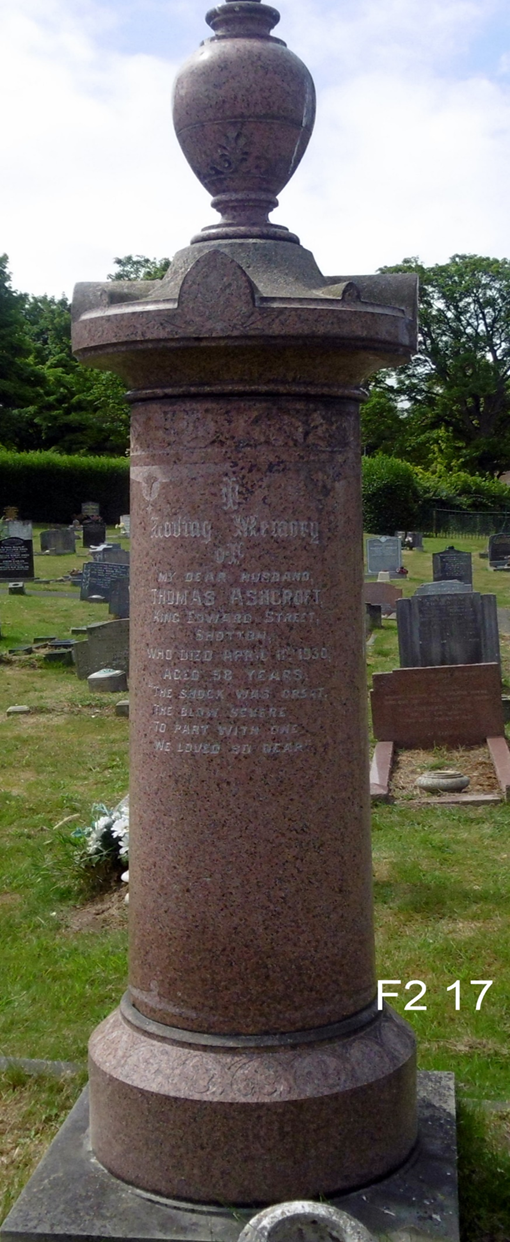 In
Loving Memory
of
MY DEAR HUSBAND,
THOMAS ASHCROFT,
KING EDWARD STREET,
SHOTTON,
WHO DIED APRIL 11TH 1930,
AGED 58 YEARS.
THE SHOCK WAS GREAT,
THE BLOW SEVERE
TO PART WITH ONE
WE LOVED SO DEAR
F2 17